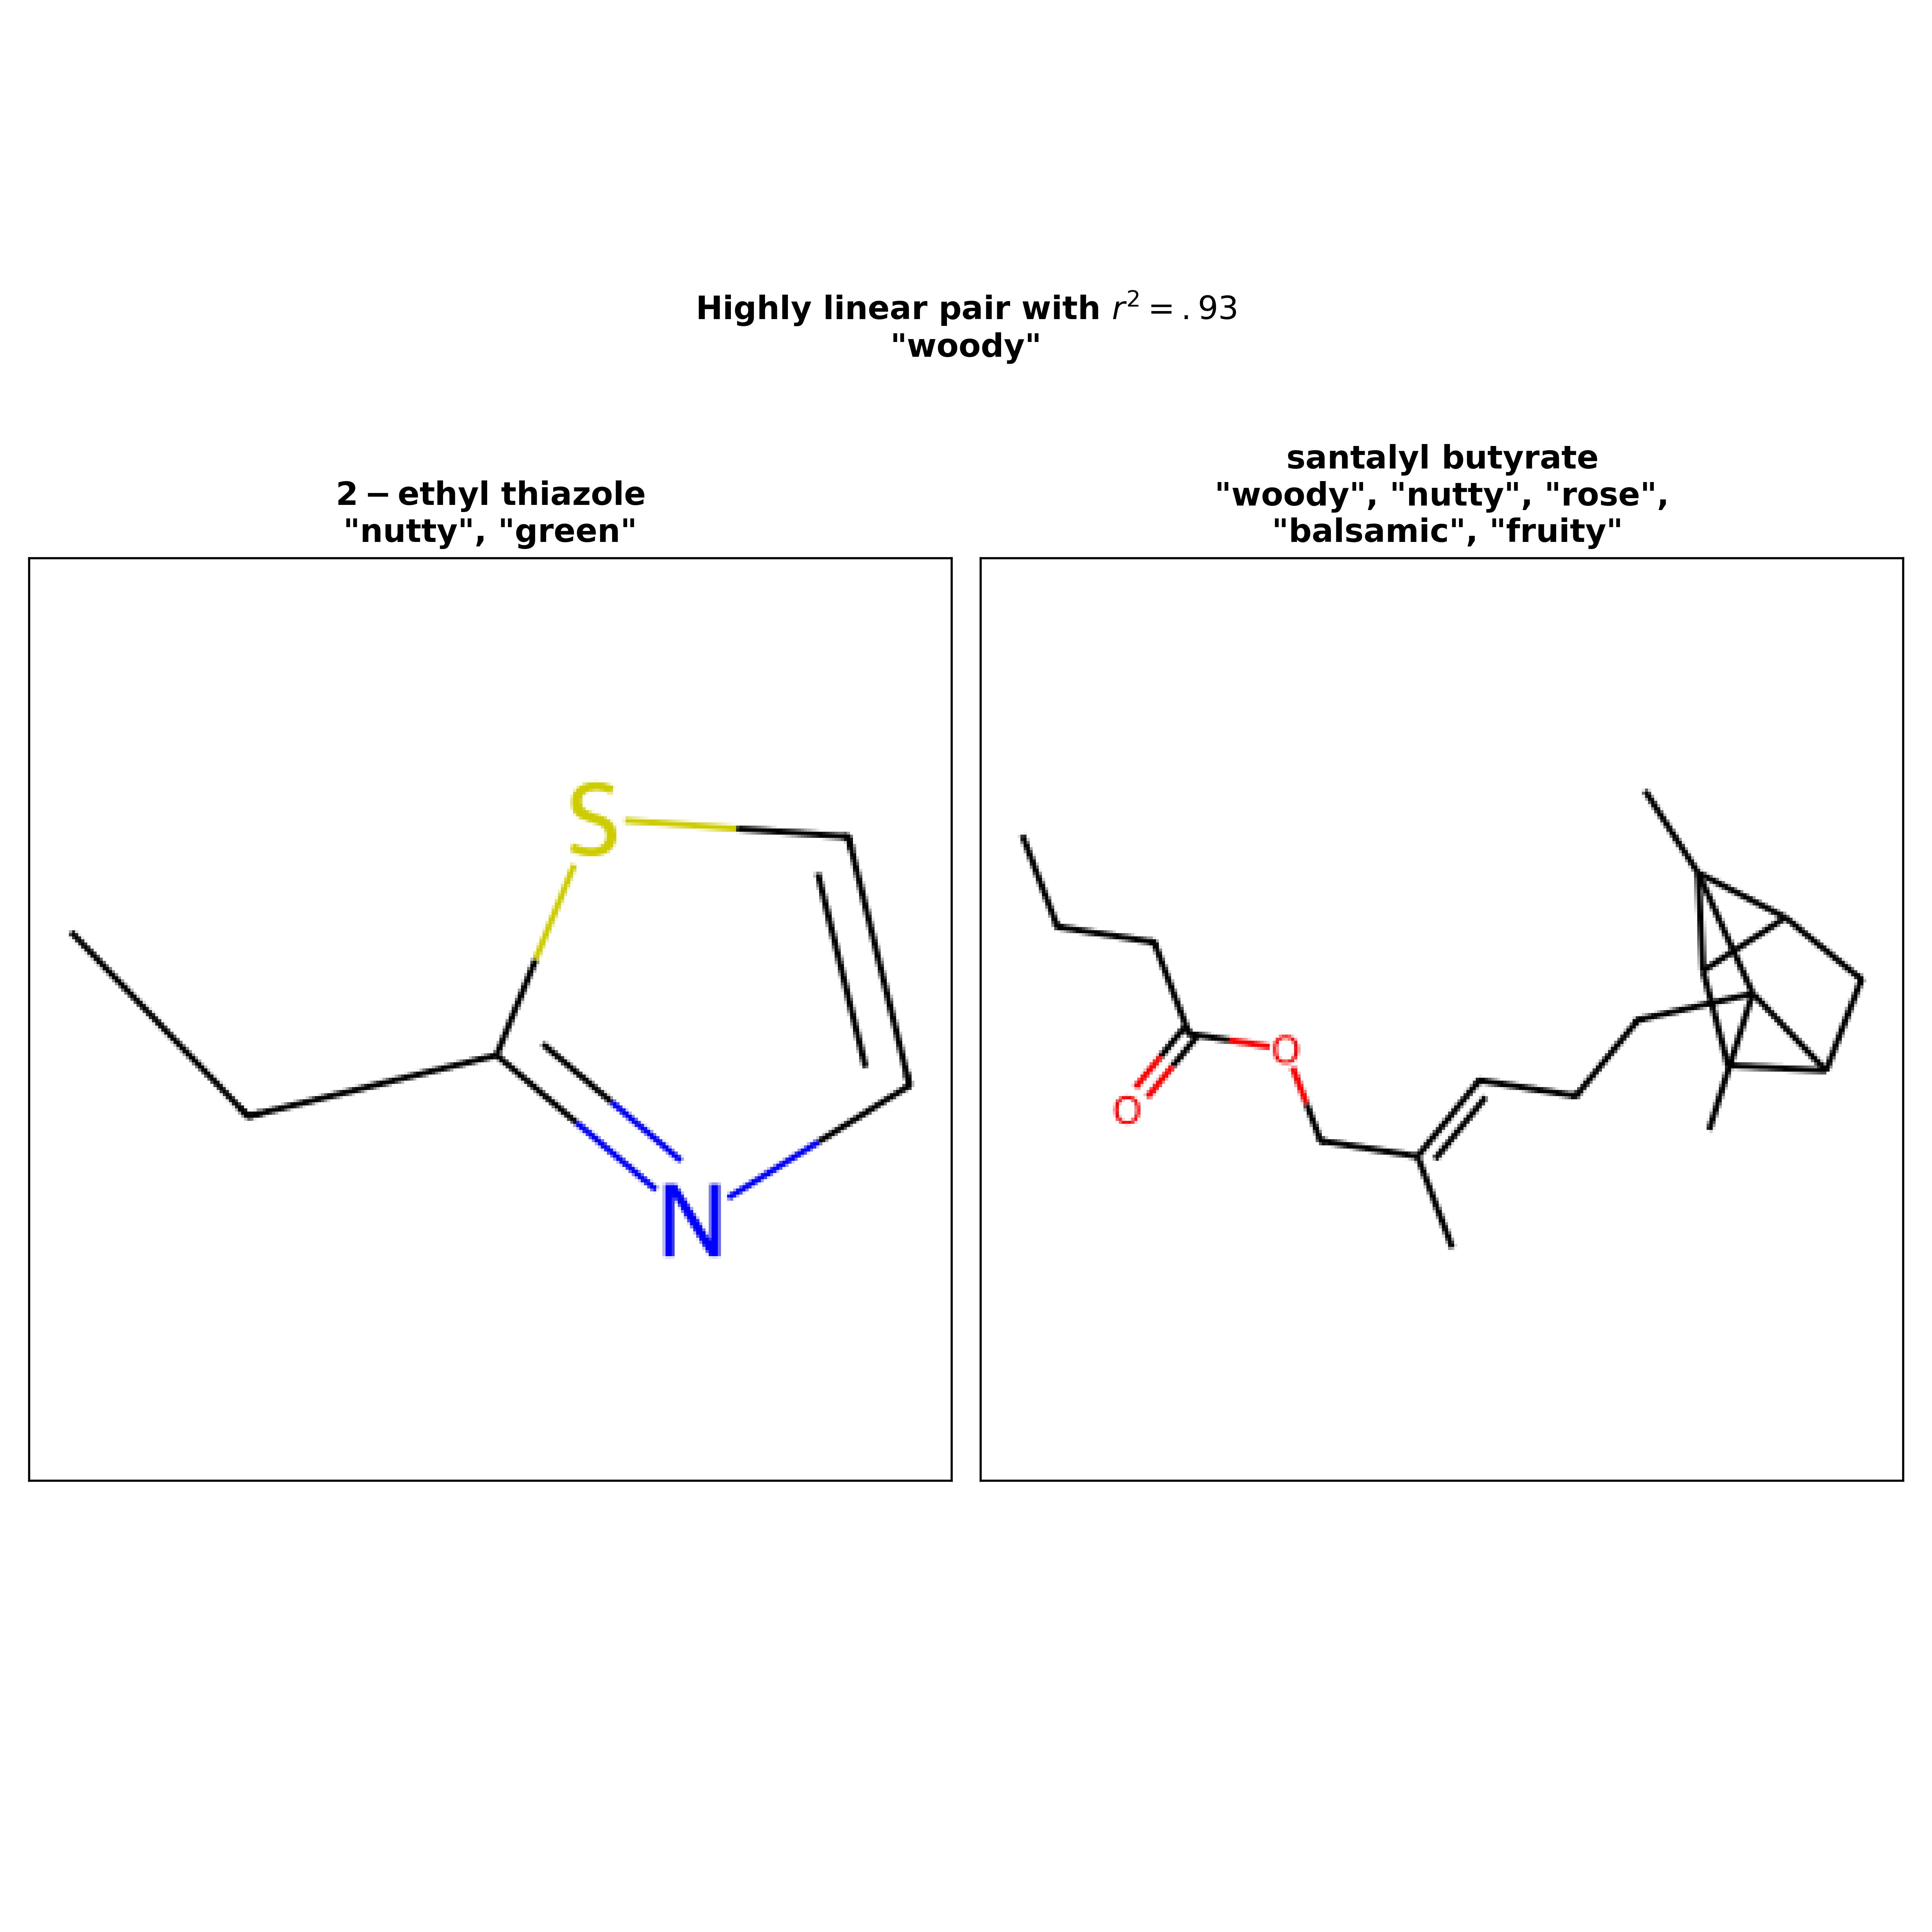 Highly linear pair with r² = .93
"woody"
2 − ethyl thiazole
"nutty", "green"
santalyl butyrate
"woody", "nutty", "rose",
"balsamic", "fruity"
S
N
O
O